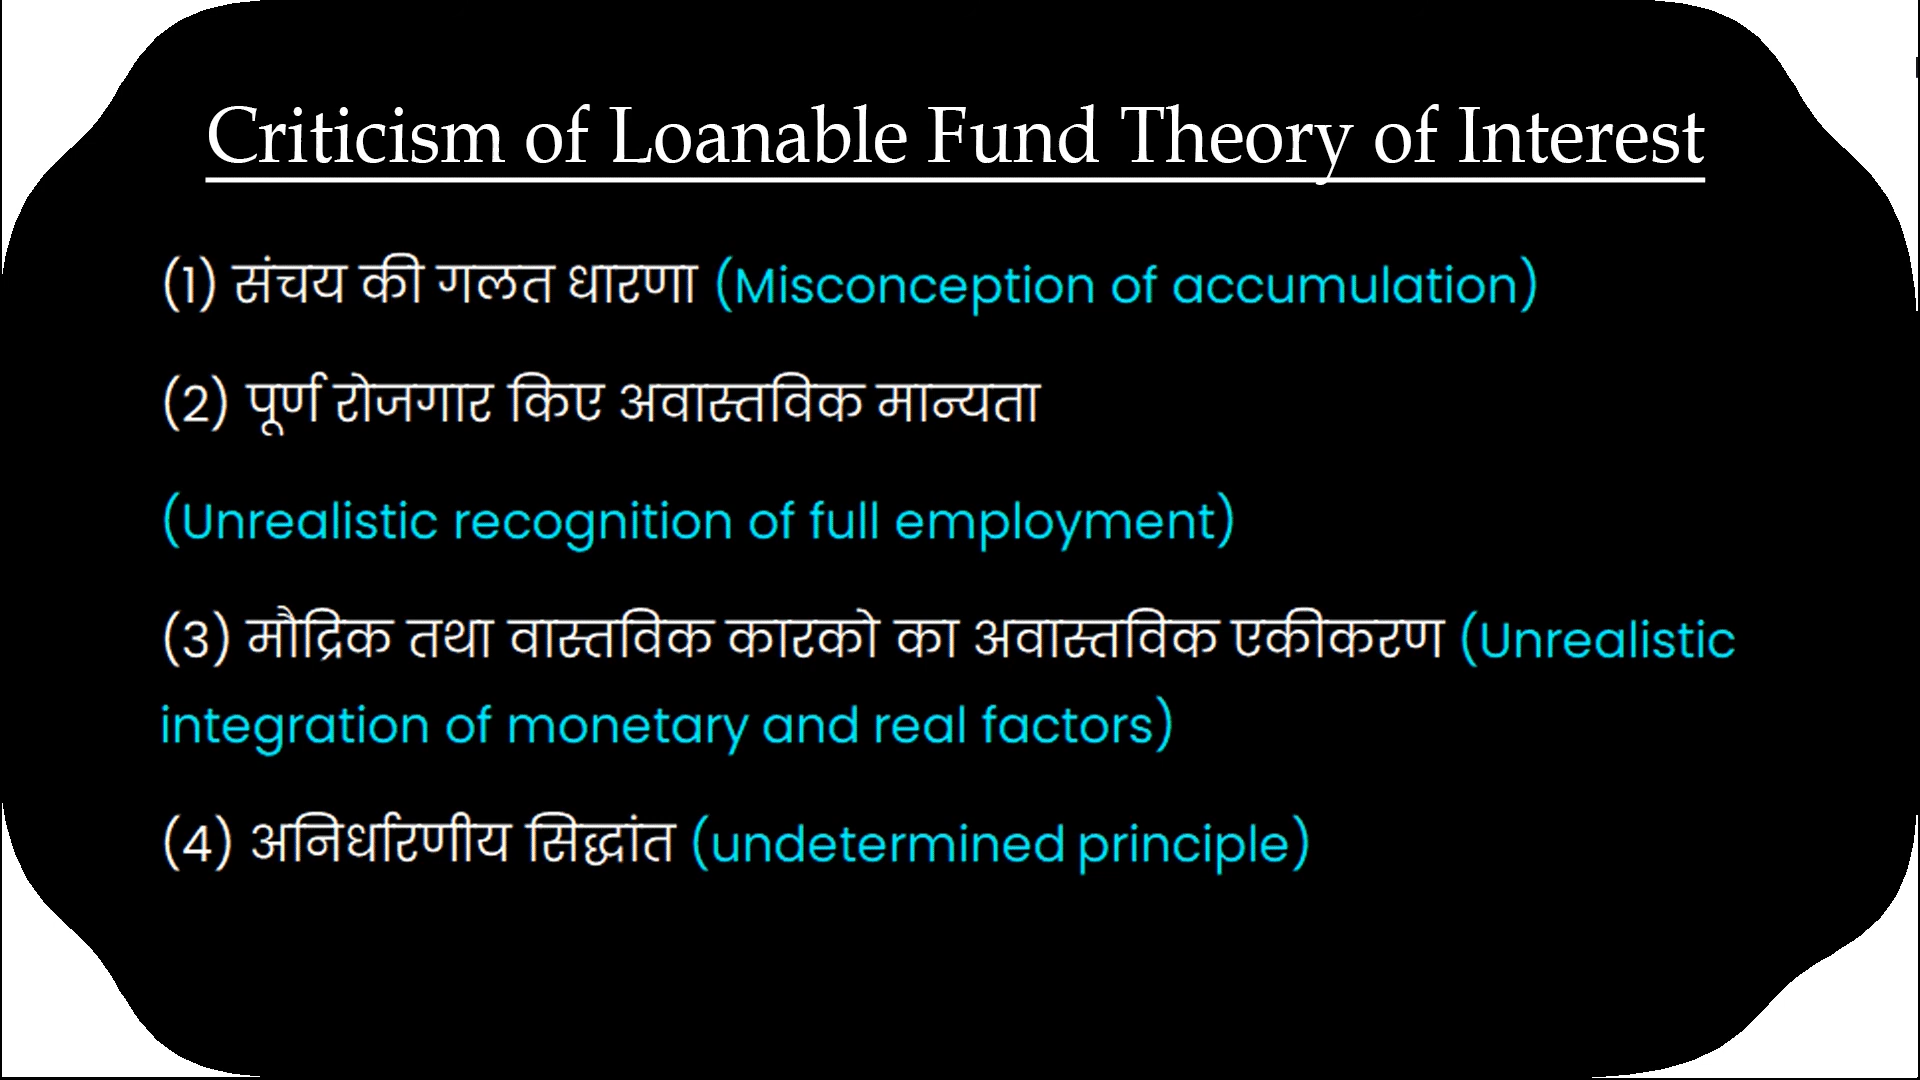 Criticism of Loanable Fund Theory of Interest
(1) संचय की गलत धारणा (Misconception of accumulation)
(2) पूर्ण रोजगार किए अवास्तविक मान्यता
(Unrealistic recognition of full employment)
(3) मौद्रिक तथा वास्तविक कारको का अवास्तविक एकीकरण (Unrealistic
integration of monetary and real factors)
(4) अनिर्धारणीय सिद्धांत (undetermined principle)